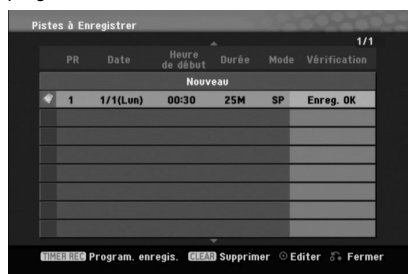 Pistes à Enregistrer
1/1
PR Date Heure de début Durée Mode Vérification
Nouveau
1 1/1(Lun) 00:30 25M SP Enreg. OK
TIMER REC Program. enregis. CLEAR Supprimer Editer Fermer